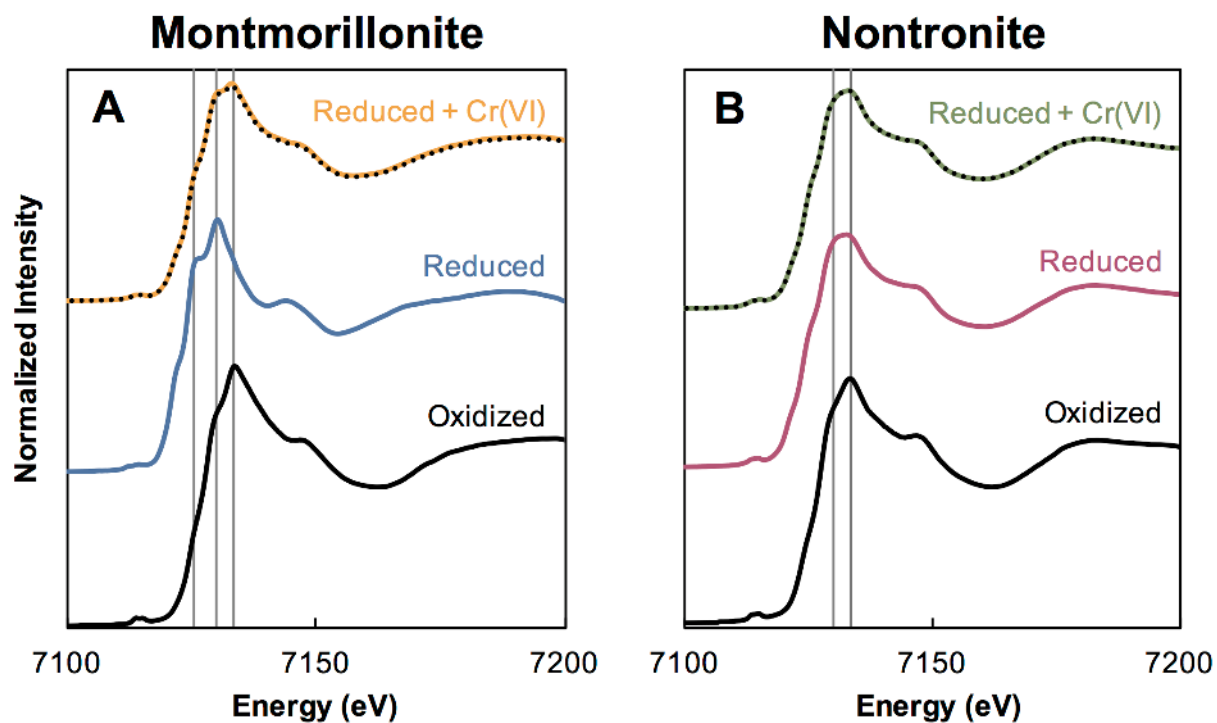 Montmorillonite
Nontronite
A
Reduced + Cr(VI)
Reduced
Oxidized
B
Reduced + Cr(VI)
Reduced
Oxidized
Normalized Intensity
7100
7150
7200
7100
7150
7200
Energy (eV)
Energy (eV)